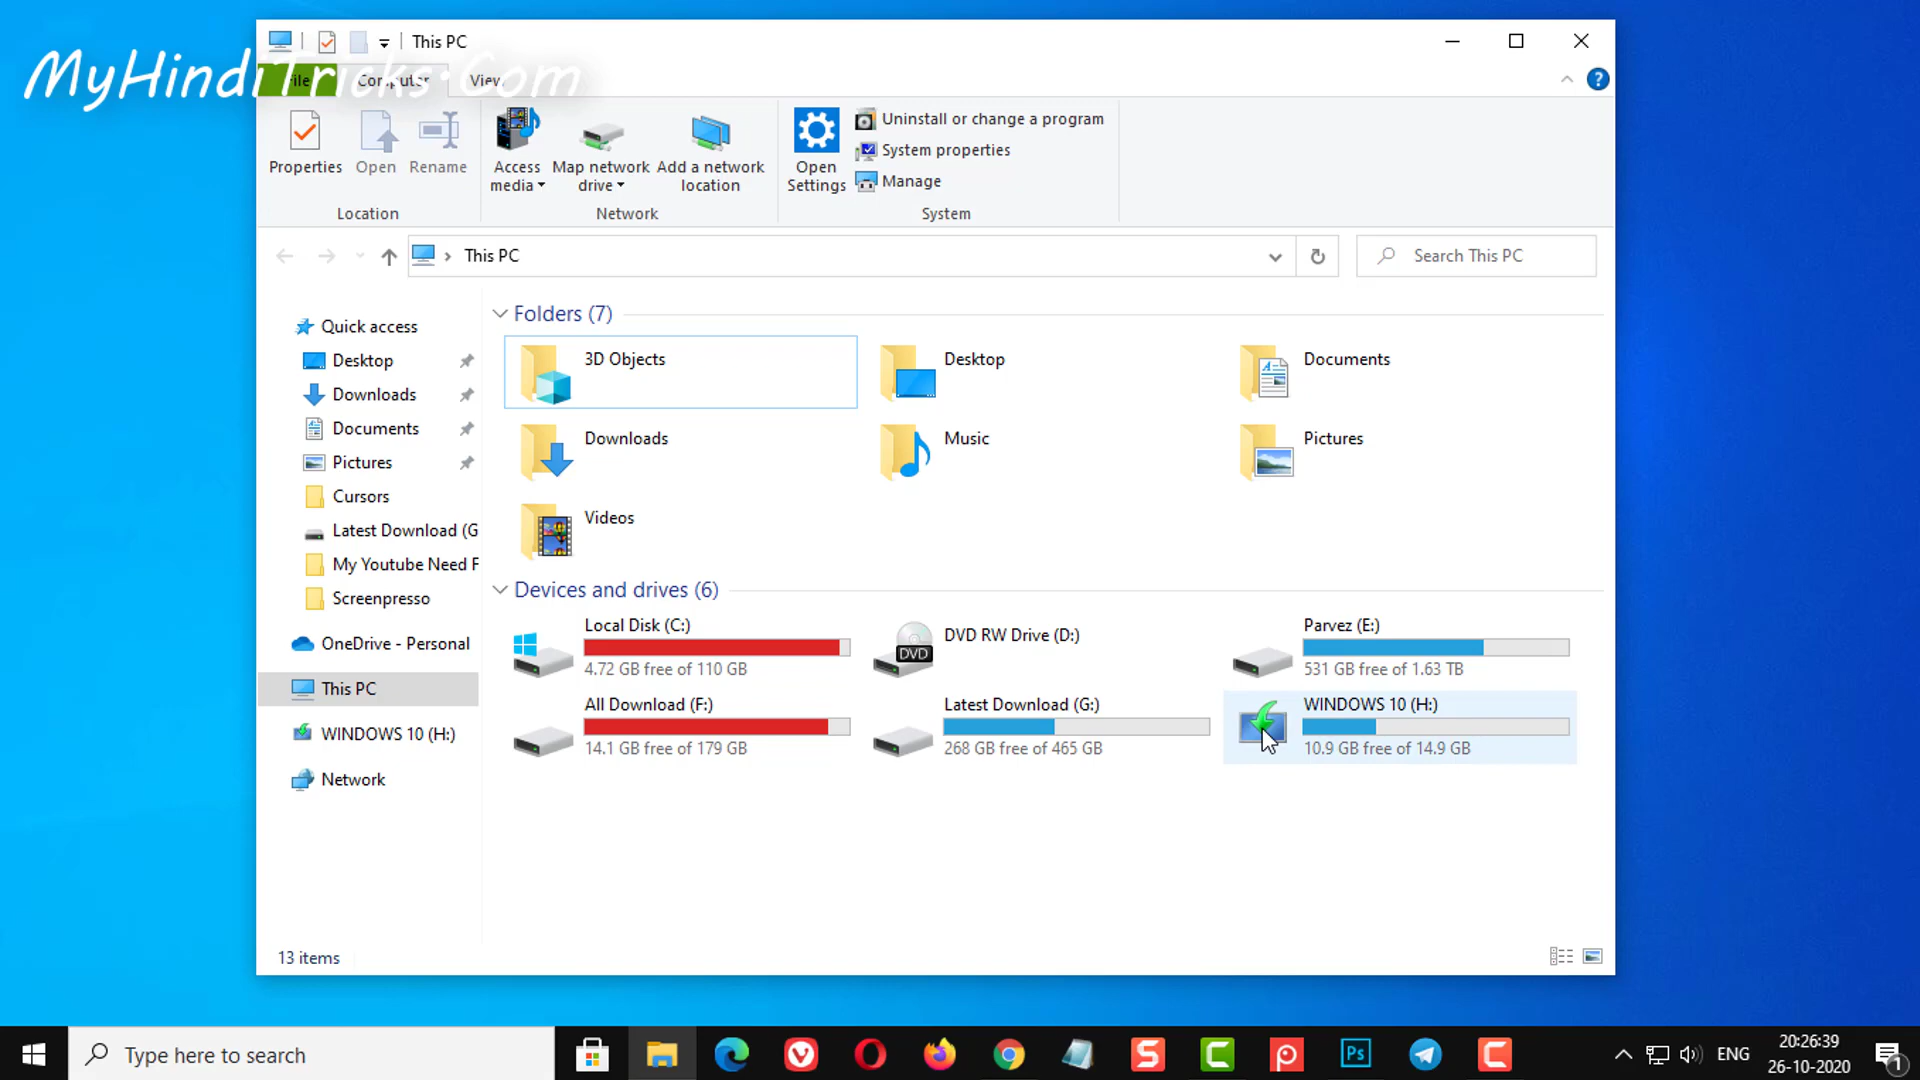 This PC
MyHindiTricks.Com
File Computer View
Properties Open Rename
Access media
Map network drive
Add a network location
Open Settings
Uninstall or change a program
System properties
Manage
Location Network System
This PC
Search This PC
Quick access
Desktop
Downloads
Documents
Pictures
Cursors
Latest Download (G
My Youtube Need F
Screenpresso
OneDrive - Personal
This PC
WINDOWS 10 (H:)
Network
Folders (7)
3D Objects
Desktop
Documents
Downloads
Music
Pictures
Videos
Devices and drives (6)
Local Disk (C:)
4.72 GB free of 110 GB
DVD RW Drive (D:)
DVD
Parvez (E:)
531 GB free of 1.63 TB
All Download (F:)
14.1 GB free of 179 GB
Latest Download (G:)
268 GB free of 465 GB
WINDOWS 10 (H:)
10.9 GB free of 14.9 GB
13 items
Type here to search
Ps
ENG
20:26:39
26-10-2020
1